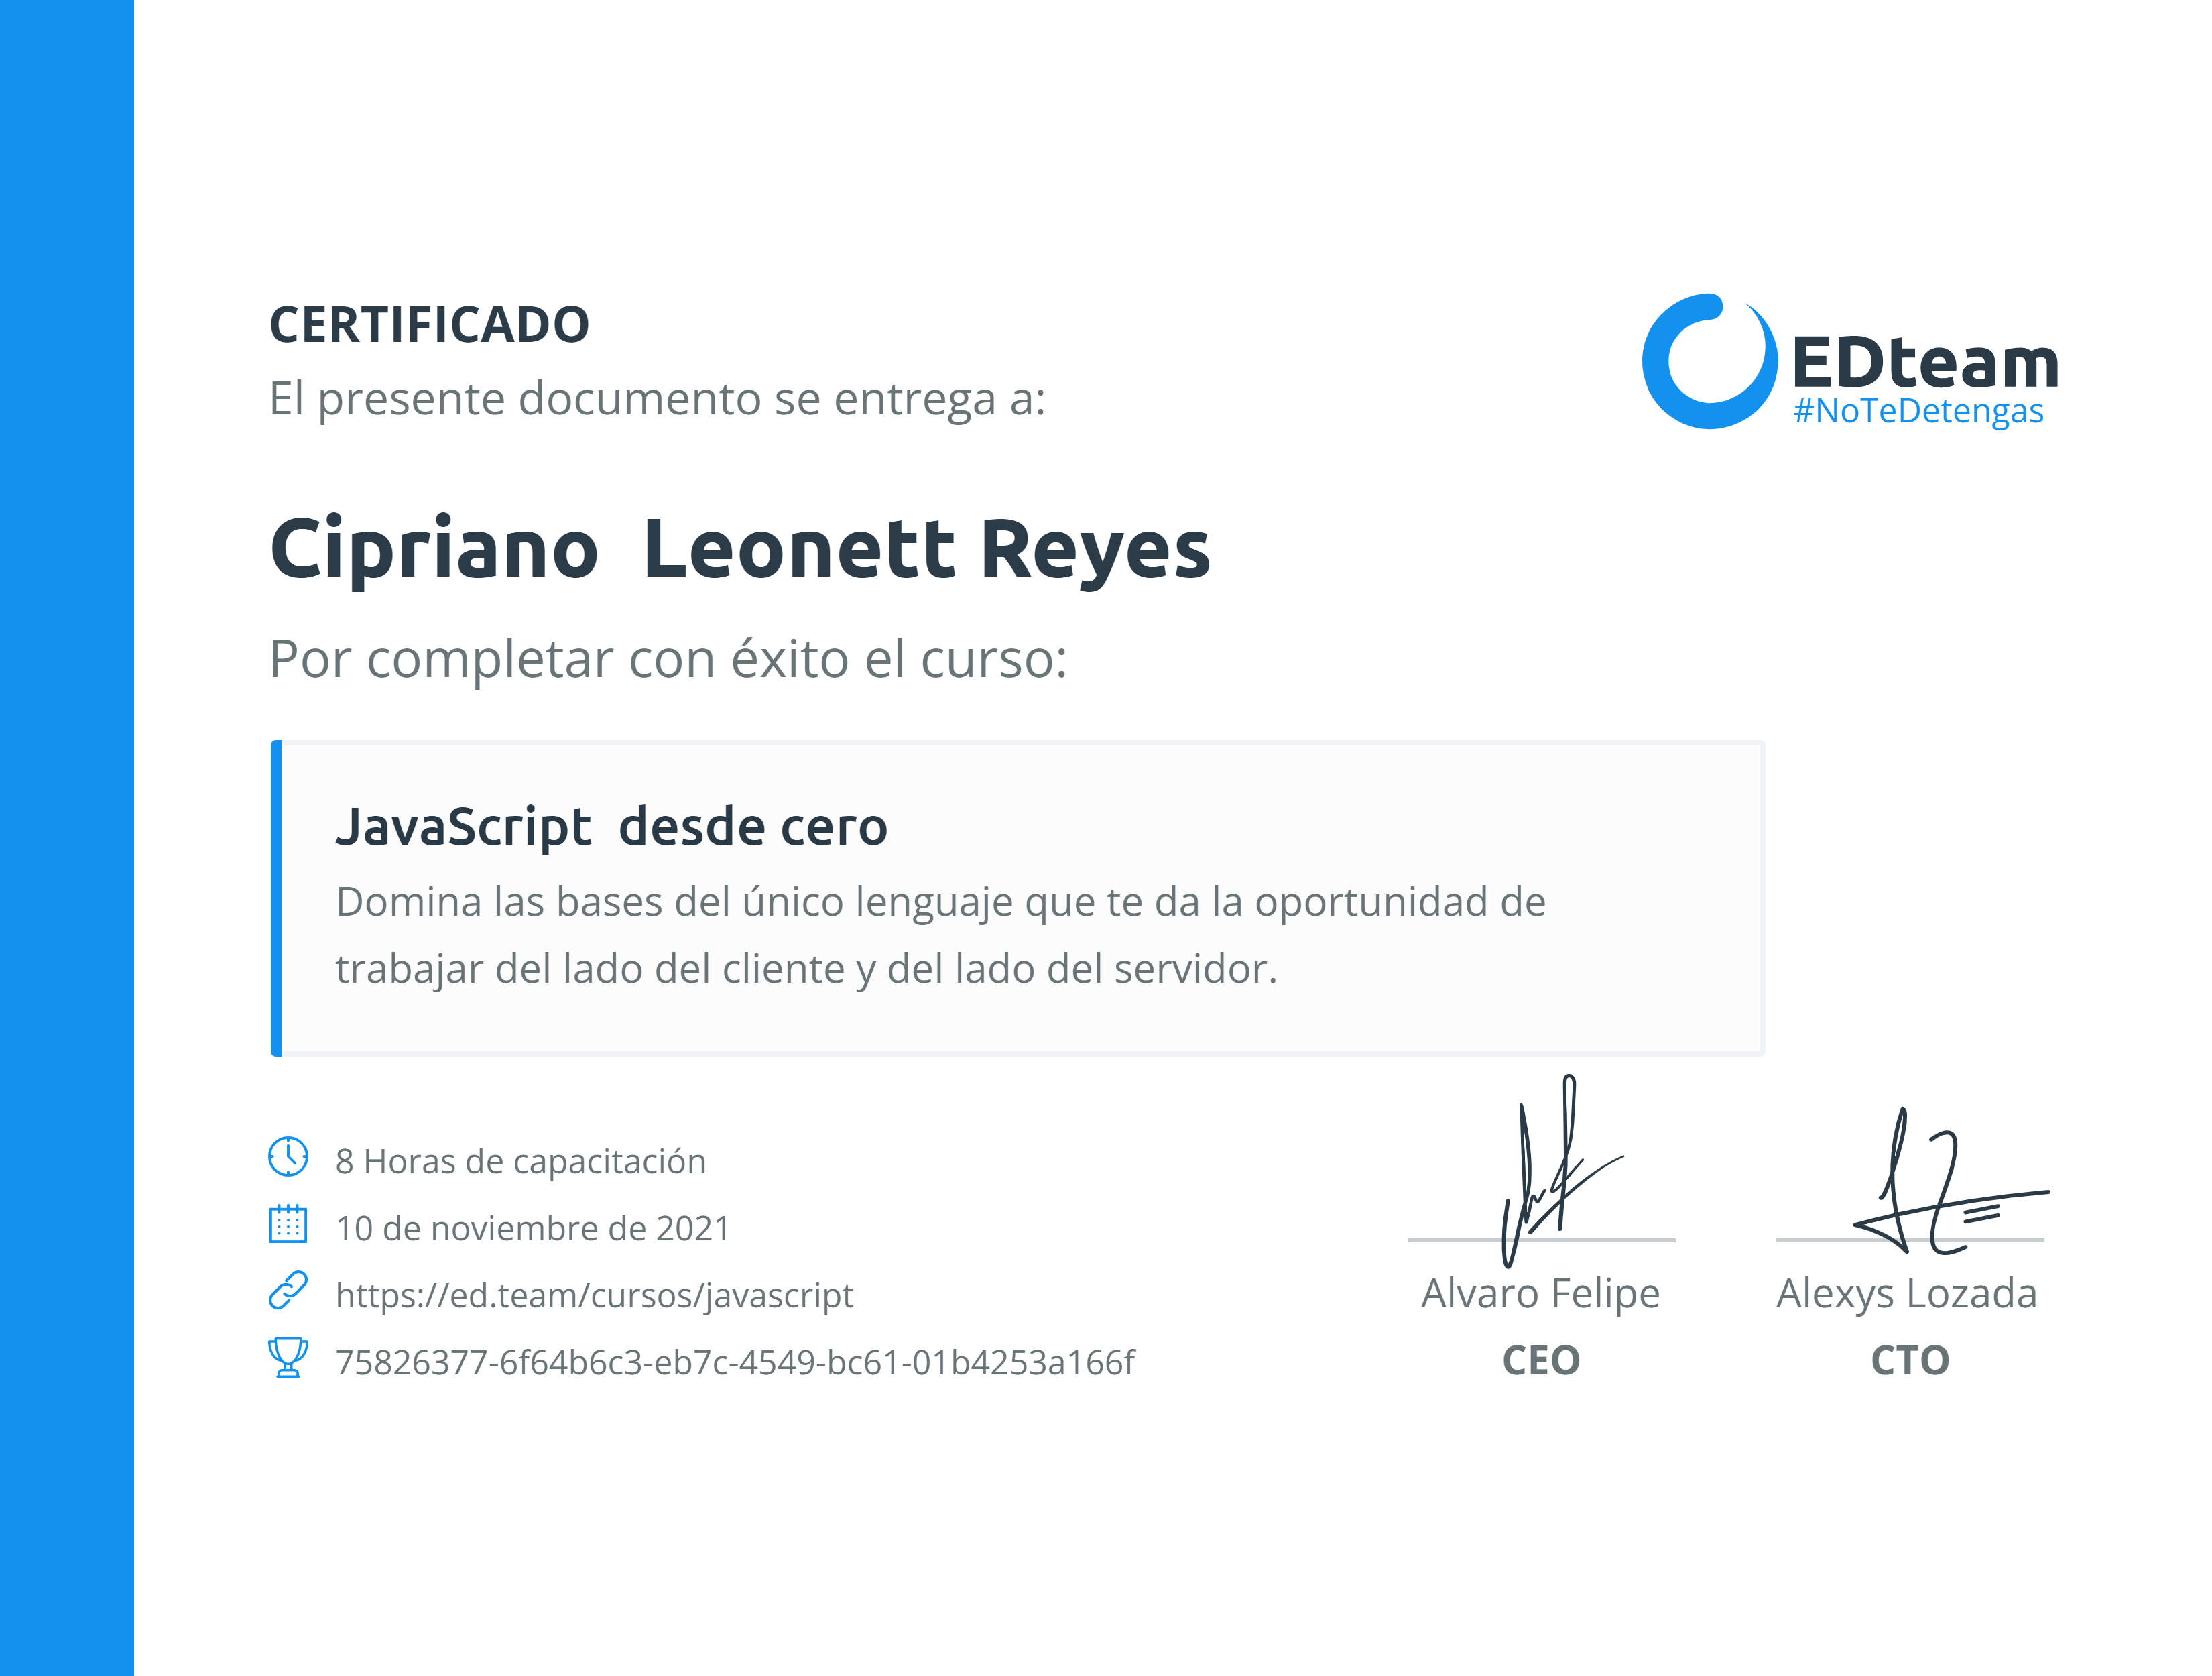 CERTIFICADO
El presente documento se entrega a:
EDteam
#NoTeDetengas
Cipriano  Leonett Reyes
Por completar con éxito el curso:
JavaScript  desde cero
Domina las bases del único lenguaje que te da la oportunidad de
trabajar del lado del cliente y del lado del servidor.
8 Horas de capacitación
10 de noviembre de 2021
https://ed.team/cursos/javascript
75826377-6f64b6c3-eb7c-4549-bc61-01b4253a166f
Alvaro Felipe
CEO
Alexys Lozada
CTO